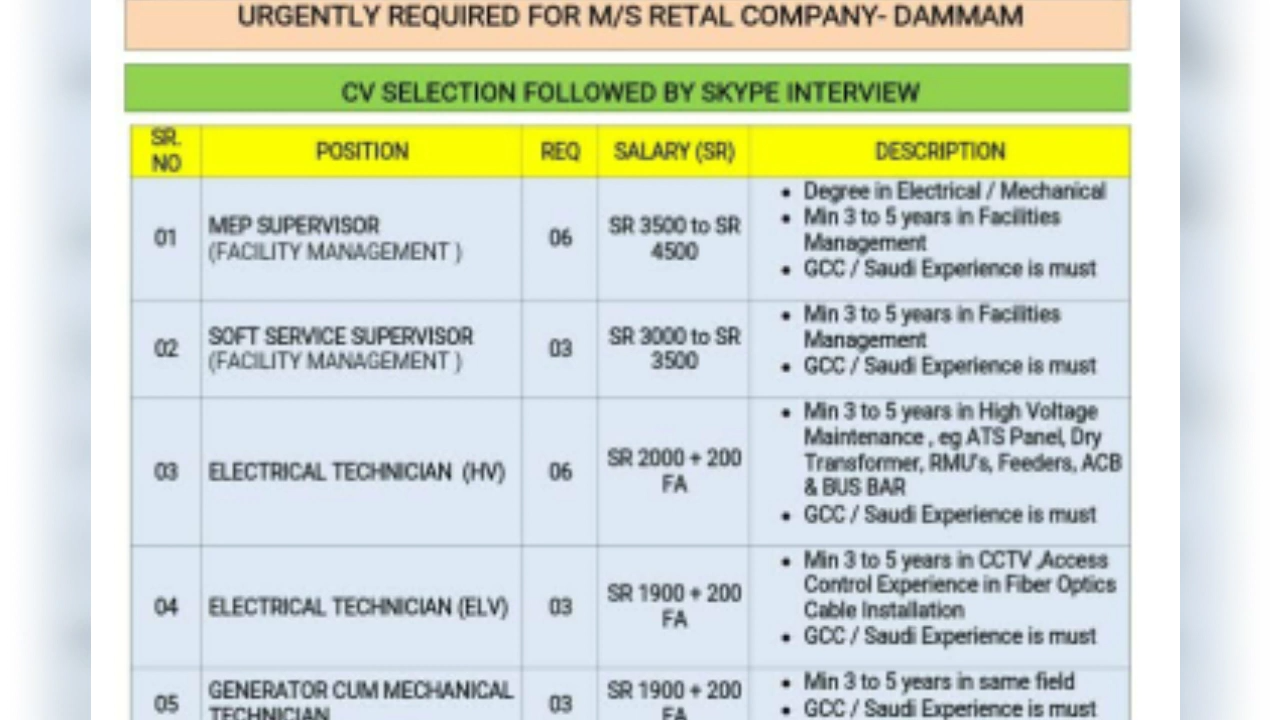 URGENTLY REQUIRED FOR M/S RETAL COMPANY- DAMMAM
CV SELECTION FOLLOWED BY SKYPE INTERVIEW
SR. NO
POSITION
REQ
SALARY (SR)
DESCRIPTION
01
MEP SUPERVISOR
(FACILITY MANAGEMENT )
06
SR 3500 to SR
4500
• Degree in Electrical / Mechanical
• Min 3 to 5 years in Facilities
Management
• GCC / Saudi Experience is must
02
SOFT SERVICE SUPERVISOR
(FACILITY MANAGEMENT )
03
SR 3000 to SR
3500
• Min 3 to 5 years in Facilities
Management
• GCC / Saudi Experience is must
03
ELECTRICAL TECHNICIAN (HV)
06
SR 2000 + 200
FA
• Min 3 to 5 years in High Voltage
Maintenance , eg ATS Panel, Dry
Transformer, RMU's, Feeders, ACB
& BUS BAR
• GCC / Saudi Experience is must
04
ELECTRICAL TECHNICIAN (ELV)
03
SR 1900 + 200
FA
• Min 3 to 5 years in CCTV ,Access
Control Experience in Fiber Optics
Cable Installation
• GCC / Saudi Experience is must
05
GENERATOR CUM MECHANICAL
TECHNICIAN
03
SR 1900 + 200
FA
• Min 3 to 5 years in same field
• GCC / Saudi Experience is must